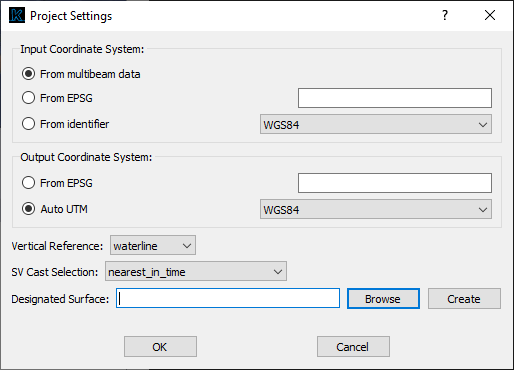 Project Settings
Input Coordinate System:
From multibeam data
From EPSG
From identifier WGS84
Output Coordinate System:
From EPSG
Auto UTM WGS84
Vertical Reference: waterline
SV Cast Selection: nearest_in_time
Designated Surface: Browse Create
OK Cancel